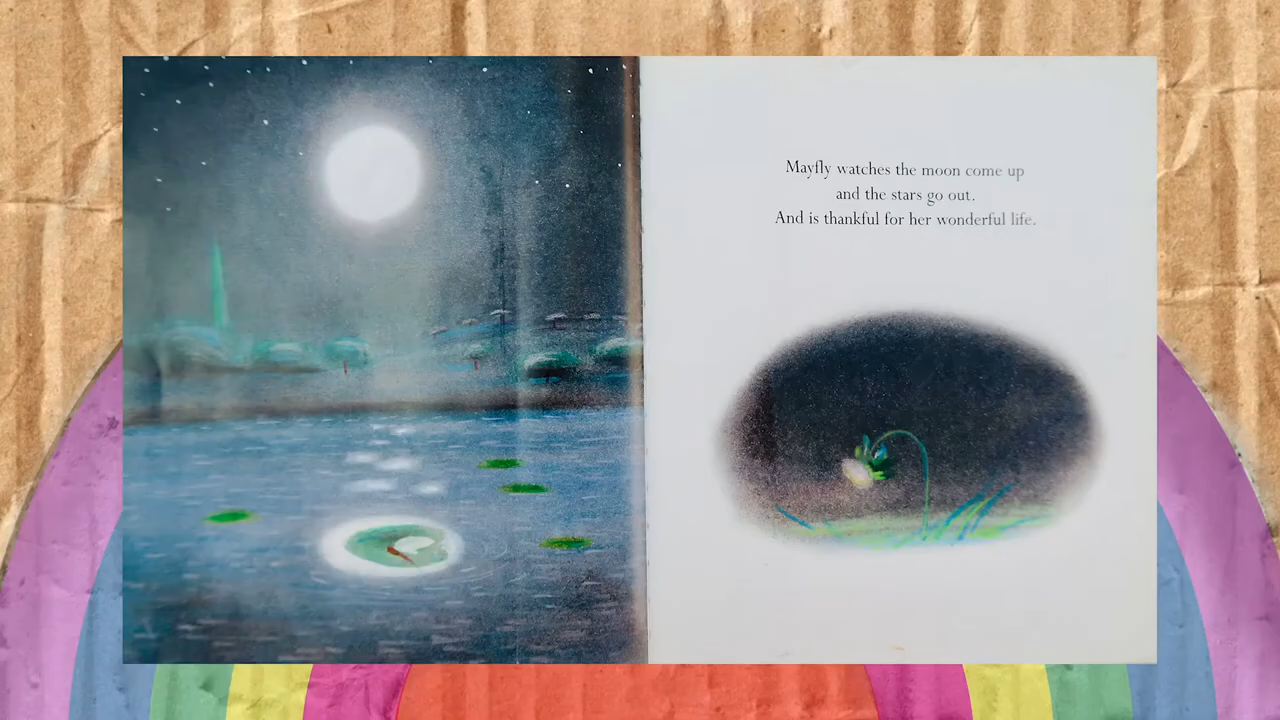 Mayfly watches the moon come up
and the stars go out.
And is thankful for her wonderful life.